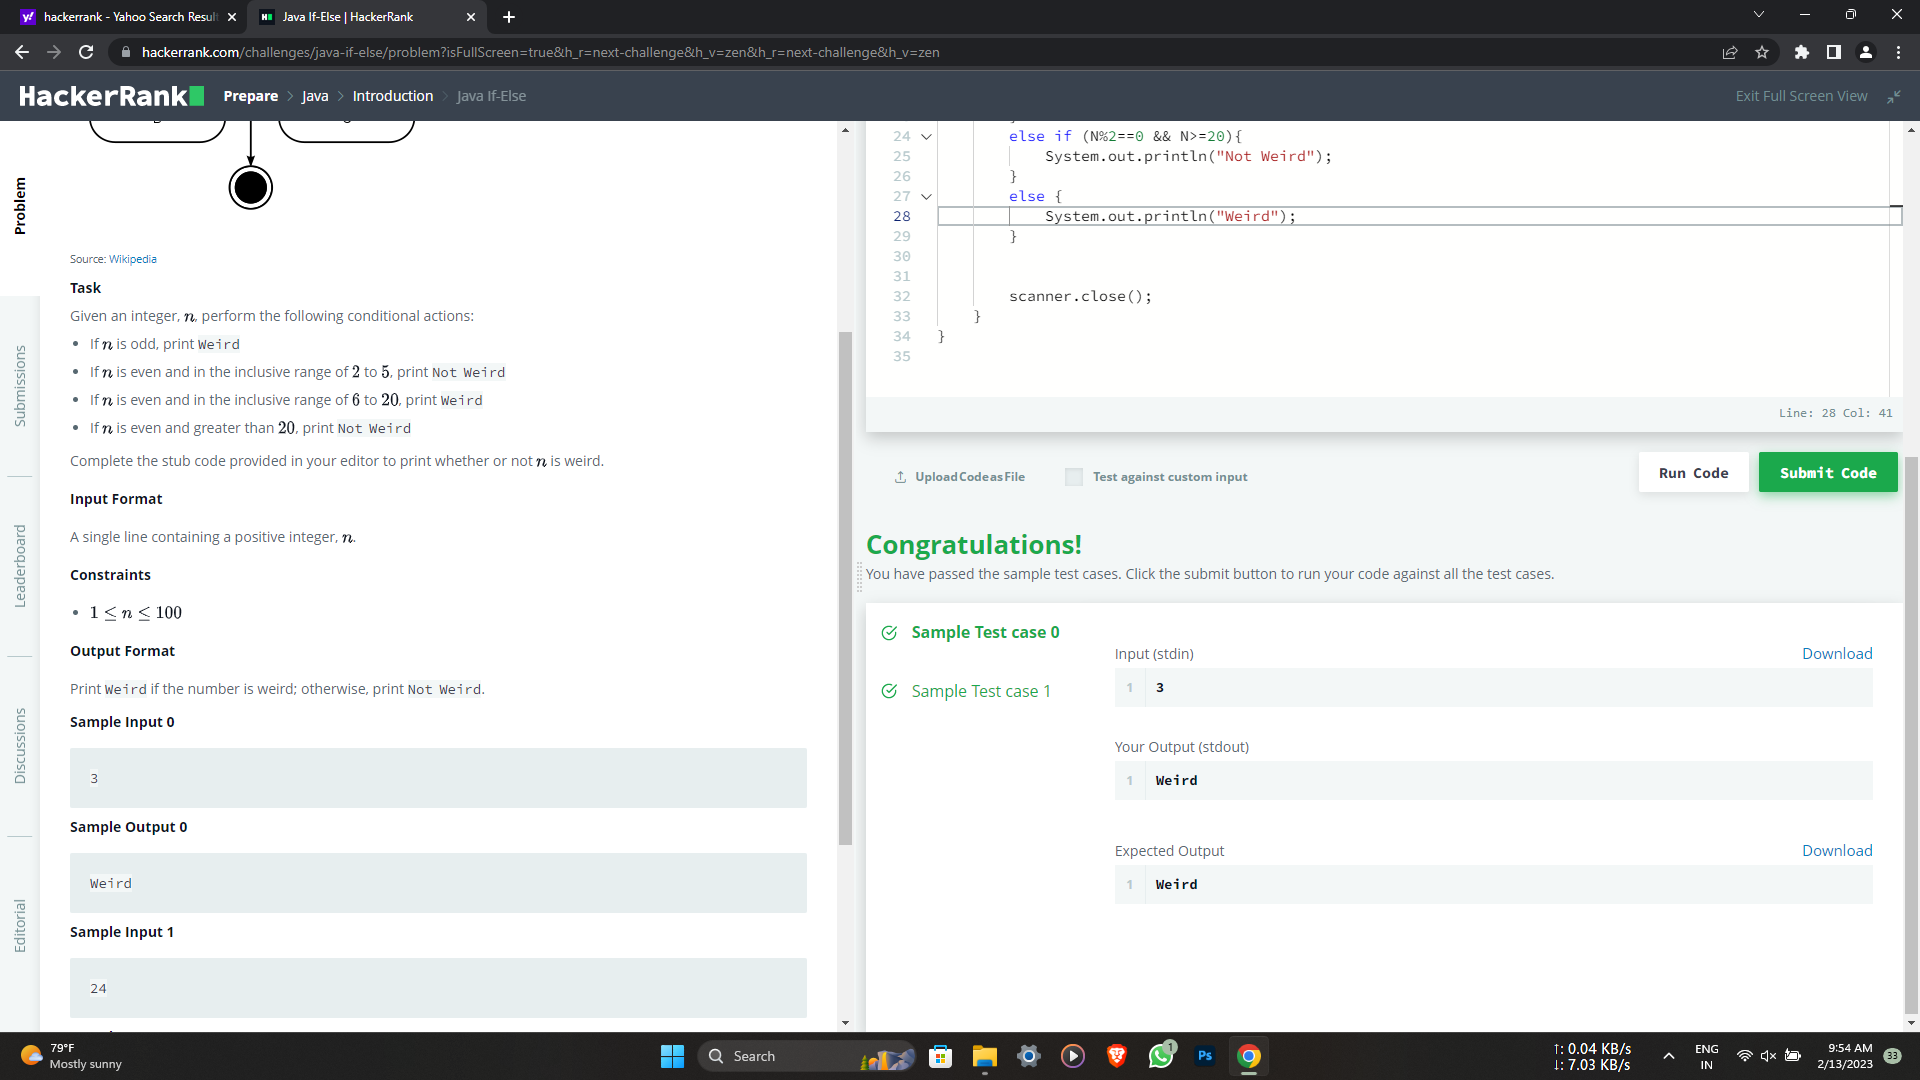 hackerrank - Yahoo Search Resul
Java If-Else | HackerRank
hackerrank.com/challenges/java-if-else/problem?isFullScreen=true&h_r=next-challenge&h_v=zen&h_r=next-challenge&h_v=zen
HackerRank
Prepare > Java > Introduction > Java If-Else
Exit Full Screen View
Problem
Submissions
Leaderboard
Discussions
Editorial
Source: Wikipedia
Task
Given an integer, n, perform the following conditional actions:
• If n is odd, print Weird
• If n is even and in the inclusive range of 2 to 5, print Not Weird
• If n is even and in the inclusive range of 6 to 20, print Weird
• If n is even and greater than 20, print Not Weird
Complete the stub code provided in your editor to print whether or not n is weird.
Input Format
A single line containing a positive integer, n.
Constraints
• 1 ≤ n ≤ 100
Output Format
Print Weird if the number is weird; otherwise, print Not Weird.
Sample Input 0
3
Sample Output 0
Weird
Sample Input 1
24
24 else if (N%2==0 && N>=20){
25 System.out.println("Not Weird");
26 }
27 else {
28 System.out.println("Weird");
29 }
30
31
32 scanner.close();
33 }
34 }
35
Line: 28 Col: 41
Upload Code as File
Test against custom input
Run Code
Submit Code
Congratulations!
You have passed the sample test cases. Click the submit button to run your code against all the test cases.
Sample Test case 0
Sample Test case 1
Input (stdin)
Download
1 3
Your Output (stdout)
1 Weird
Expected Output
Download
1 Weird
79°F
Mostly sunny
Search
1
Ps
↑: 0.04 KB/s
↓: 7.03 KB/s
ENG
IN
9:54 AM
2/13/2023
33